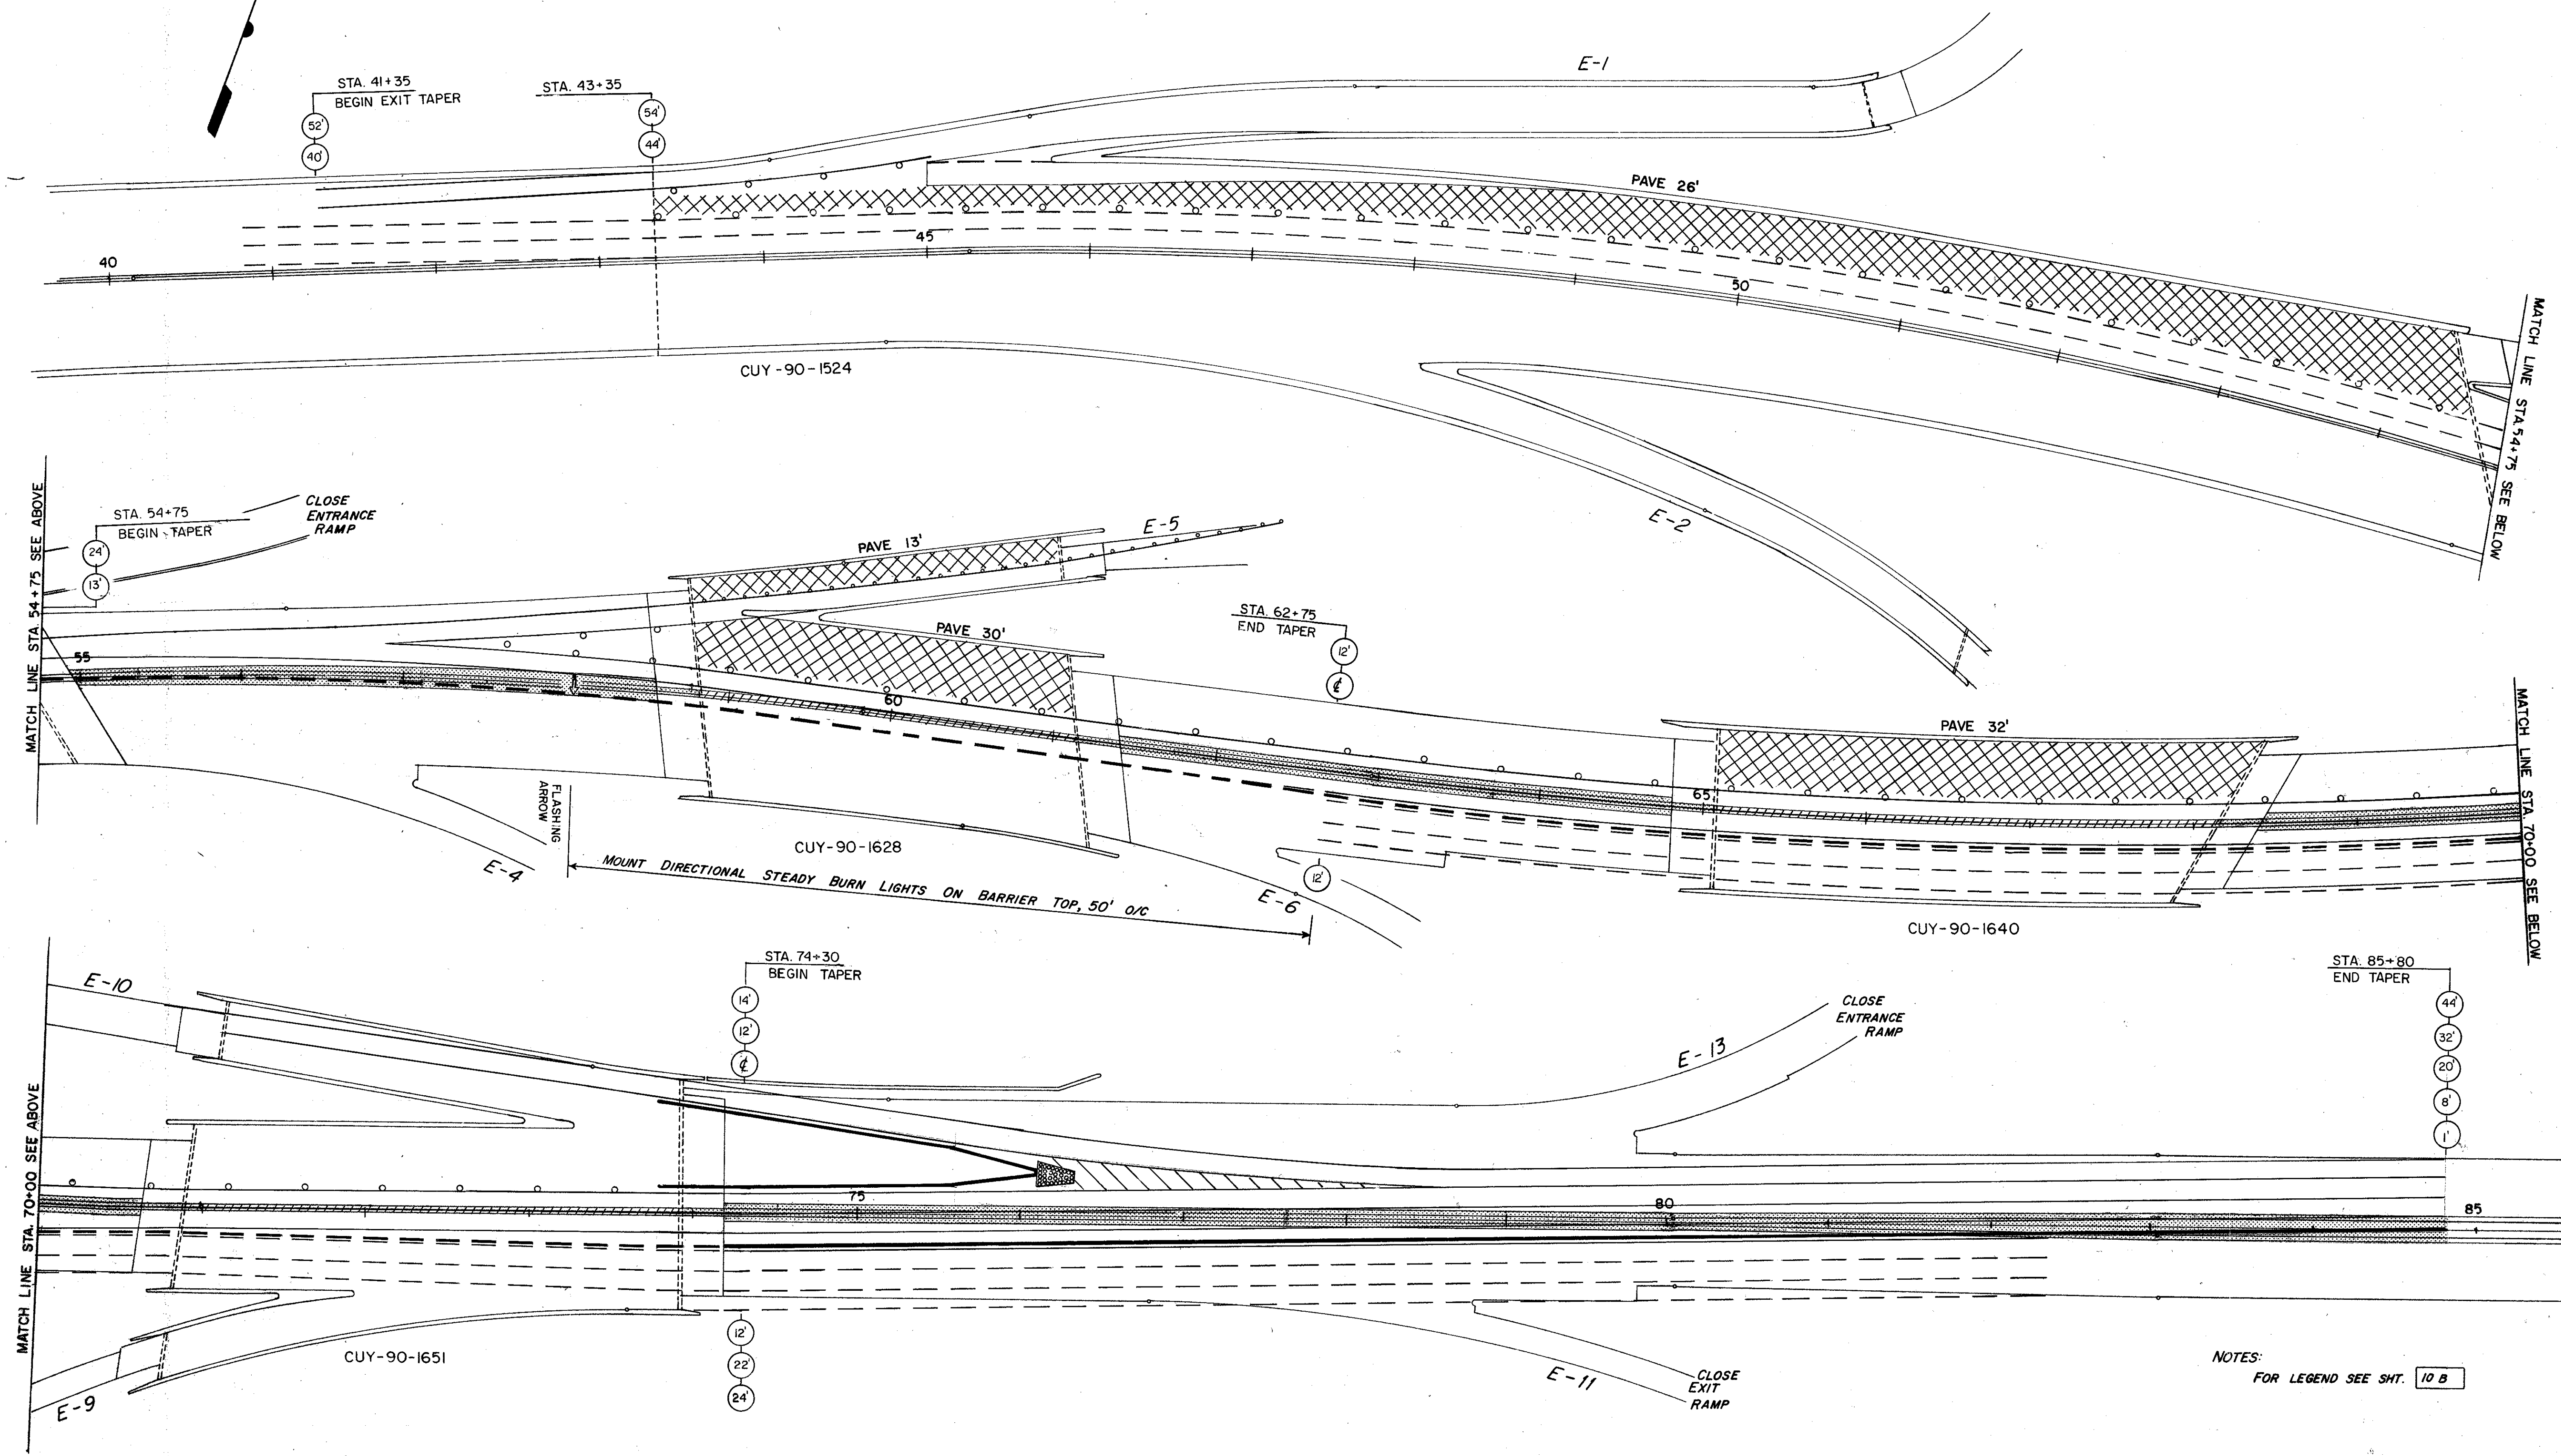 STA. 41+35
BEGIN EXIT TAPER
52'
40'
STA. 43+35
54'
44'
E-1
PAVE 26'
40
45
50
CUY-90-1524
E-2
MATCH LINE STA. 54+75 SEE BELOW
MATCH LINE STA. 54+75 SEE ABOVE
STA. 54+75
BEGIN TAPER
24'
13'
CLOSE
ENTRANCE
RAMP
PAVE 13'
E-5
PAVE 30'
STA. 62+75
END TAPER
12'
℄
55
60
65
PAVE 32'
FLASHING
ARROW
E-4
CUY-90-1628
MOUNT DIRECTIONAL STEADY BURN LIGHTS ON BARRIER TOP, 50' O/C
E-6
12'
CUY-90-1640
MATCH LINE STA. 70+00 SEE BELOW
MATCH LINE STA. 70+00 SEE ABOVE
E-10
STA. 74+30
BEGIN TAPER
14'
12'
℄
E-13
CLOSE
ENTRANCE
RAMP
STA. 85+80
END TAPER
44'
32'
20'
8'
1'
75
80
85
12'
22'
24'
E-9
CUY-90-1651
E-11
CLOSE
EXIT
RAMP
NOTES:
FOR LEGEND SEE SHT. 10 B